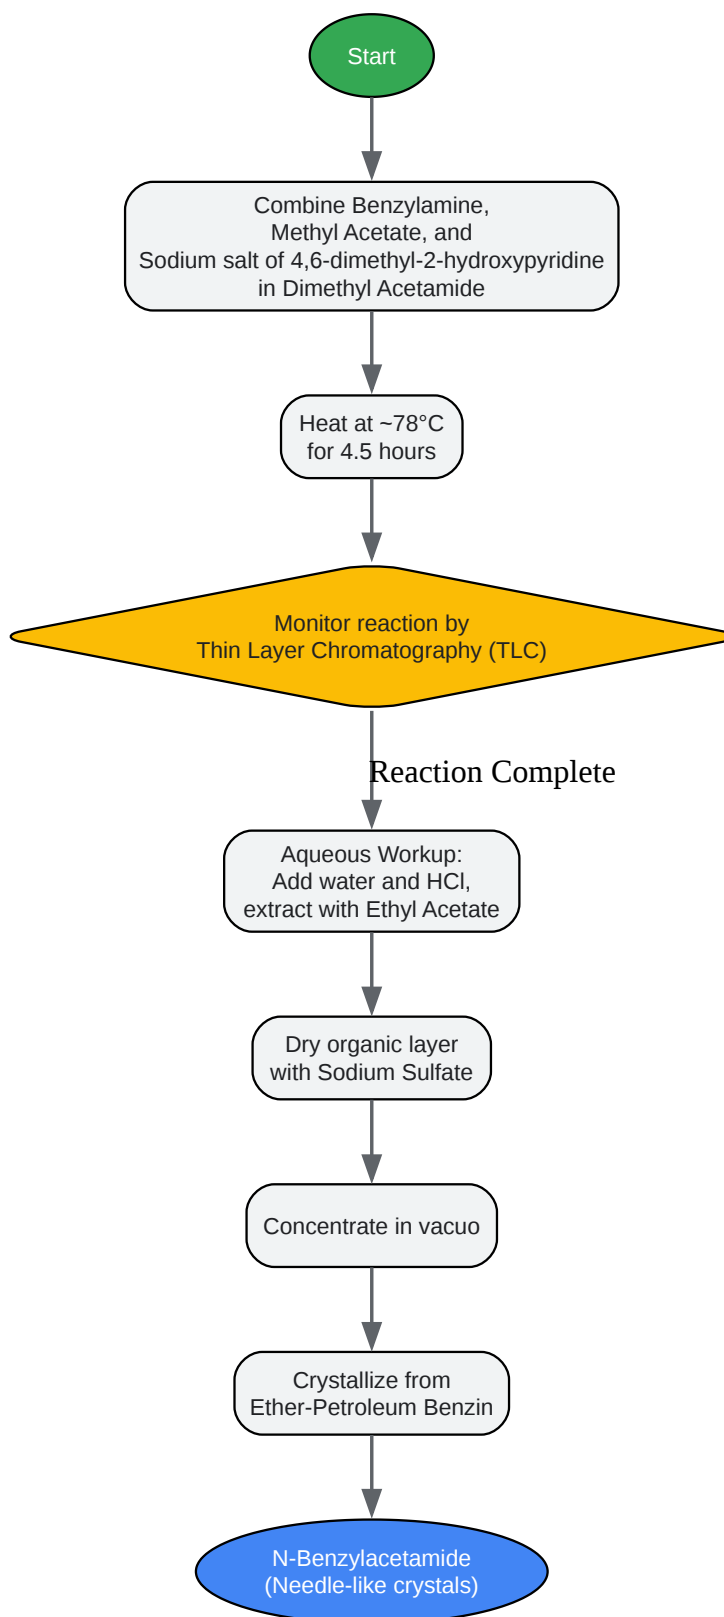 Start
Combine Benzylamine,
Methyl Acetate, and
Sodium salt of 4,6-dimethyl-2-hydroxypyridine
in Dimethyl Acetamide
Heat at ~78°C
for 4.5 hours
Monitor reaction by
Thin Layer Chromatography (TLC)
Reaction Complete
Aqueous Workup:
Add water and HCl,
extract with Ethyl Acetate
Dry organic layer
with Sodium Sulfate
Concentrate in vacuo
Crystallize from
Ether-Petroleum Benzin
N-Benzylacetamide
(Needle-like crystals)